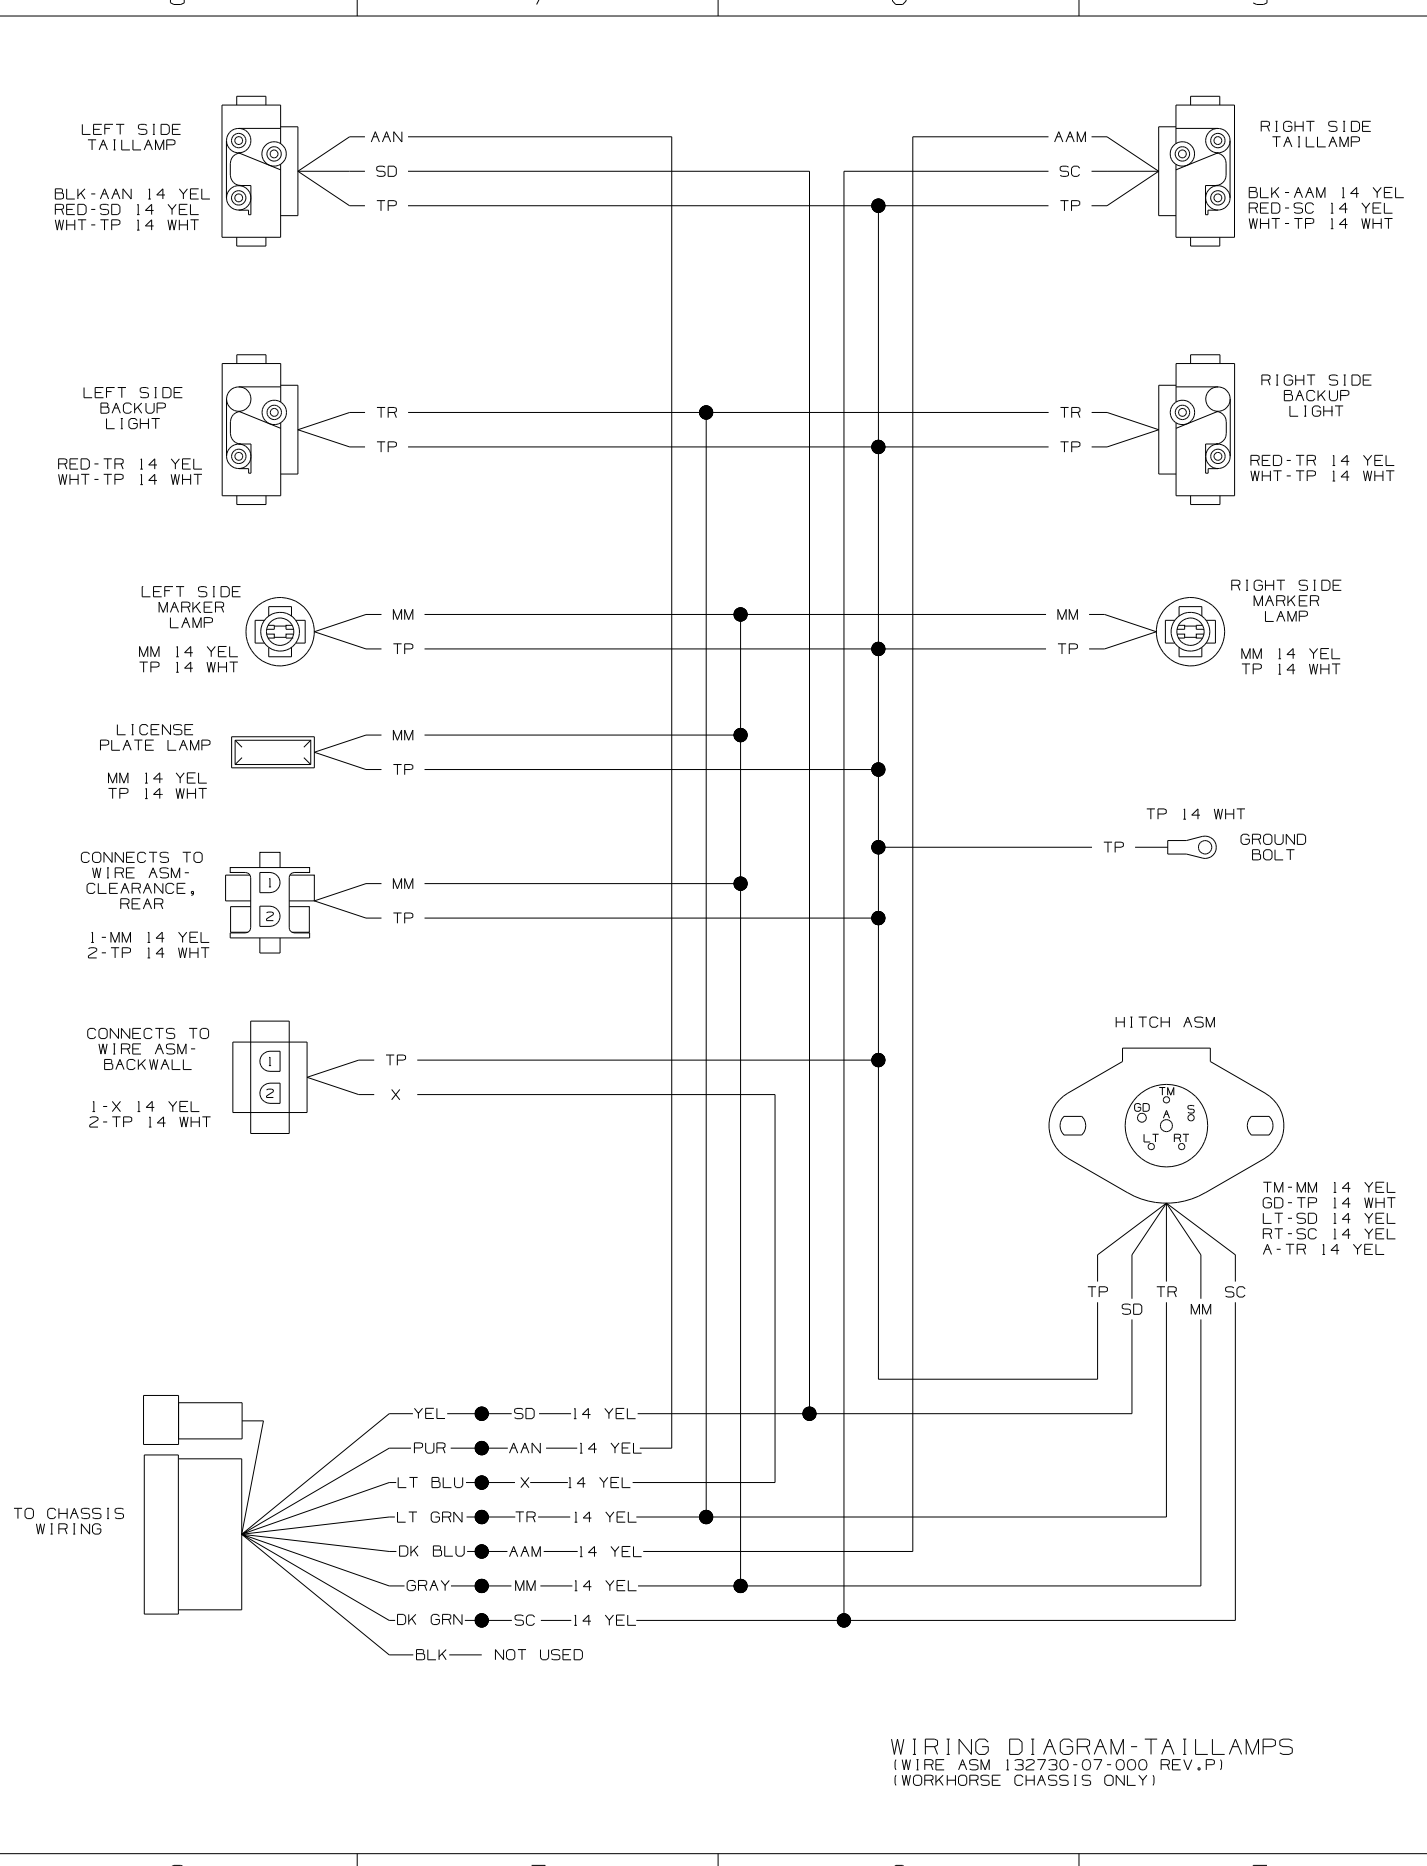 LEFT SIDE
TAILLAMP
BLK-AAN 14 YEL
RED-SD 14 YEL
WHT-TP 14 WHT
AAN
SD
TP
AAM
SC
TP
RIGHT SIDE
TAILLAMP
BLK-AAM 14 YEL
RED-SC 14 YEL
WHT-TP 14 WHT
LEFT SIDE
BACKUP
LIGHT
RED-TR 14 YEL
WHT-TP 14 WHT
TR
TP
TR
TP
RIGHT SIDE
BACKUP
LIGHT
RED-TR 14 YEL
WHT-TP 14 WHT
LEFT SIDE
MARKER
LAMP
MM 14 YEL
TP 14 WHT
MM
TP
MM
TP
RIGHT SIDE
MARKER
LAMP
MM 14 YEL
TP 14 WHT
LICENSE
PLATE LAMP
MM 14 YEL
TP 14 WHT
MM
TP
TP 14 WHT
TP
GROUND
BOLT
CONNECTS TO
WIRE ASM-
CLEARANCE,
REAR
1-MM 14 YEL
2-TP 14 WHT
1
2
MM
TP
CONNECTS TO
WIRE ASM-
BACKWALL
1-X 14 YEL
2-TP 14 WHT
1
2
TP
X
HITCH ASM
TM
GD
A
S
LT
RT
TM-MM 14 YEL
GD-TP 14 WHT
LT-SD 14 YEL
RT-SC 14 YEL
A-TR 14 YEL
TP
SD
TR
MM
SC
TO CHASSIS
WIRING
YEL SD 14 YEL
PUR AAN 14 YEL
LT BLU X 14 YEL
LT GRN TR 14 YEL
DK BLU AAM 14 YEL
GRAY MM 14 YEL
DK GRN SC 14 YEL
BLK NOT USED
WIRING DIAGRAM-TAILLAMPS
(WIRE ASM 132730-07-000 REV.P)
(WORKHORSE CHASSIS ONLY)